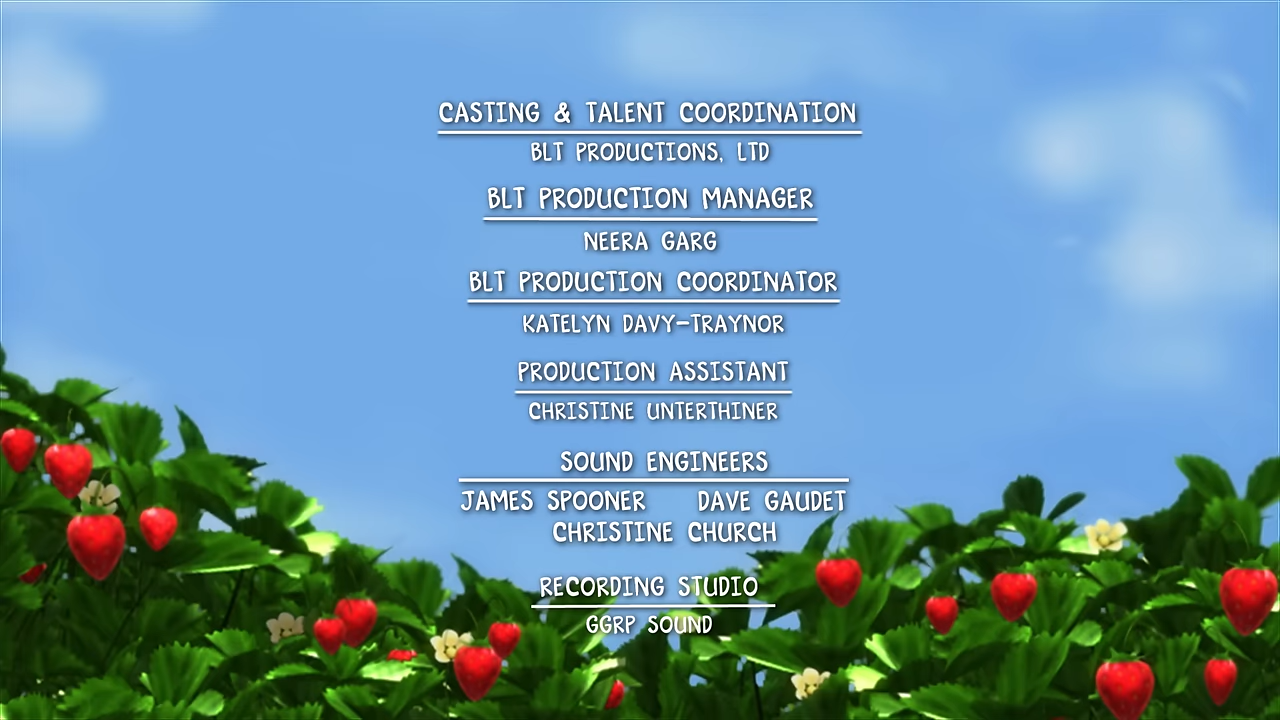 CASTING & TALENT COORDINATION
BLT PRODUCTIONS, LTD
BLT PRODUCTION MANAGER
NEERA GARG
BLT PRODUCTION COORDINATOR
KATELYN DAVY-TRAYNOR
PRODUCTION ASSISTANT
CHRISTINE UNTERTHINER
SOUND ENGINEERS
JAMES SPOONER DAVE GAUDET
CHRISTINE CHURCH
RECORDING STUDIO
GGRP SOUND